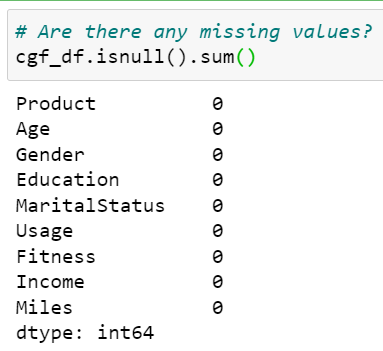 # Are there any missing values?
cgf_df.isnull().sum()
Product 0
Age 0
Gender 0
Education 0
MaritalStatus 0
Usage 0
Fitness 0
Income 0
Miles 0
dtype: int64